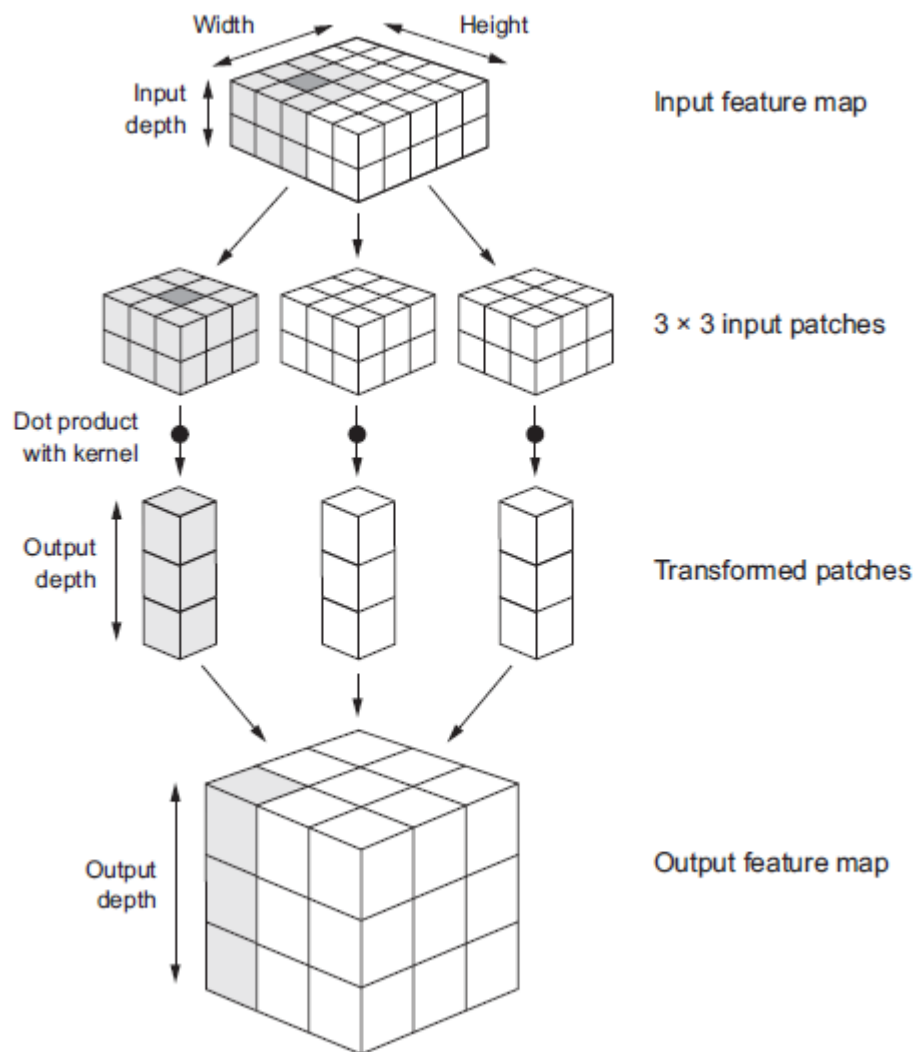 Width
Height
Input
depth
Input feature map
3 × 3 input patches
Dot product
with kernel
Output
depth
Transformed patches
Output
depth
Output feature map